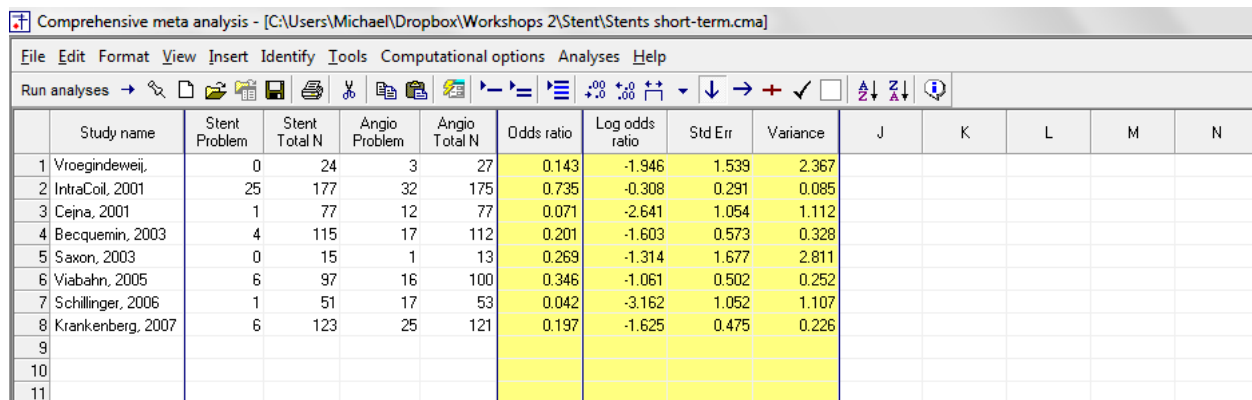 Comprehensive meta analysis - [C:\Users\Michael\Dropbox\Workshops 2\Stent\Stents short-term.cma]
File Edit Format View Insert Identify Tools Computational options Analyses Help
Run analyses
Study name Stent Problem Stent Total N Angio Problem Angio Total N Odds ratio Log odds ratio Std Err Variance J K L M N
1 Vroegindeweij, 0 24 3 27 0.143 -1.946 1.539 2.367
2 IntraCoil, 2001 25 177 32 175 0.735 -0.308 0.291 0.085
3 Cejna, 2001 1 77 12 77 0.071 -2.641 1.054 1.112
4 Becquemin, 2003 4 115 17 112 0.201 -1.603 0.573 0.328
5 Saxon, 2003 0 15 1 13 0.269 -1.314 1.677 2.811
6 Viabahn, 2005 6 97 16 100 0.346 -1.061 0.502 0.252
7 Schillinger, 2006 1 51 17 53 0.042 -3.162 1.052 1.107
8 Krankenberg, 2007 6 123 25 121 0.197 -1.625 0.475 0.226
9
10
11